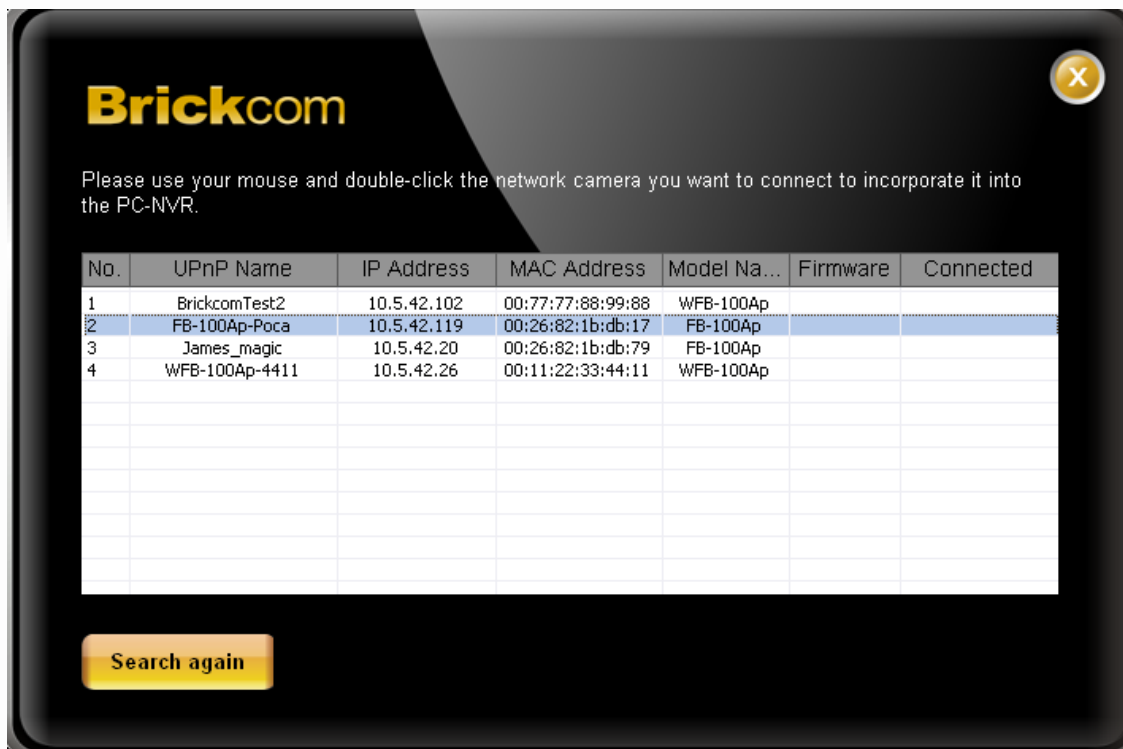 X
Brickcom
Please use your mouse and double-click the network camera you want to connect to incorporate it into
the PC-NVR.
No. UPnP Name IP Address MAC Address Model Na... Firmware Connected
1 BrickcomTest2 10.5.42.102 00:77:77:88:99:88 WFB-100Ap
2 FB-100Ap-Poca 10.5.42.119 00:26:82:1b:db:17 FB-100Ap
3 James_magic 10.5.42.20 00:26:82:1b:db:79 FB-100Ap
4 WFB-100Ap-4411 10.5.42.26 00:11:22:33:44:11 WFB-100Ap
Search again